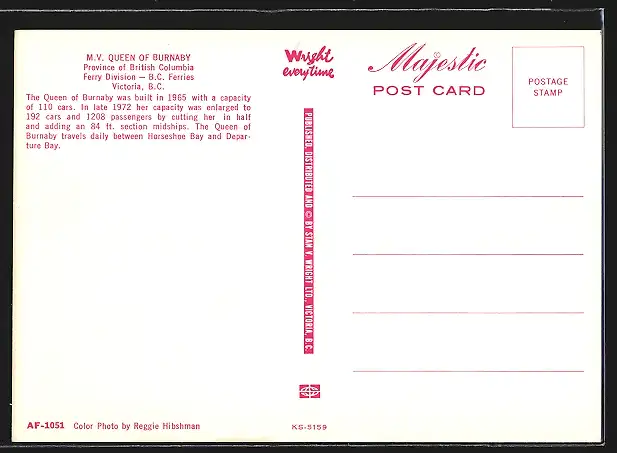 M.V. QUEEN OF BURNABY
Province of British Columbia
Ferry Division — B.C. Ferries
Victoria, B.C.
The Queen of Burnaby was built in 1965 with a capacity
of 110 cars. In late 1972 her capacity was enlarged to
192 cars and 1208 passengers by cutting her in half
and adding an 84 ft. section midships. The Queen of
Burnaby travels daily between Horseshoe Bay and Depar-
ture Bay.
AF-1051 Color Photo by Reggie Hibshman
Wright
everytime
PUBLISHED, DISTRIBUTED AND © BY STAN V. WRIGHT LTD. VICTORIA, B.C.
KS-5159
Majestic
POST CARD
POSTAGE
STAMP